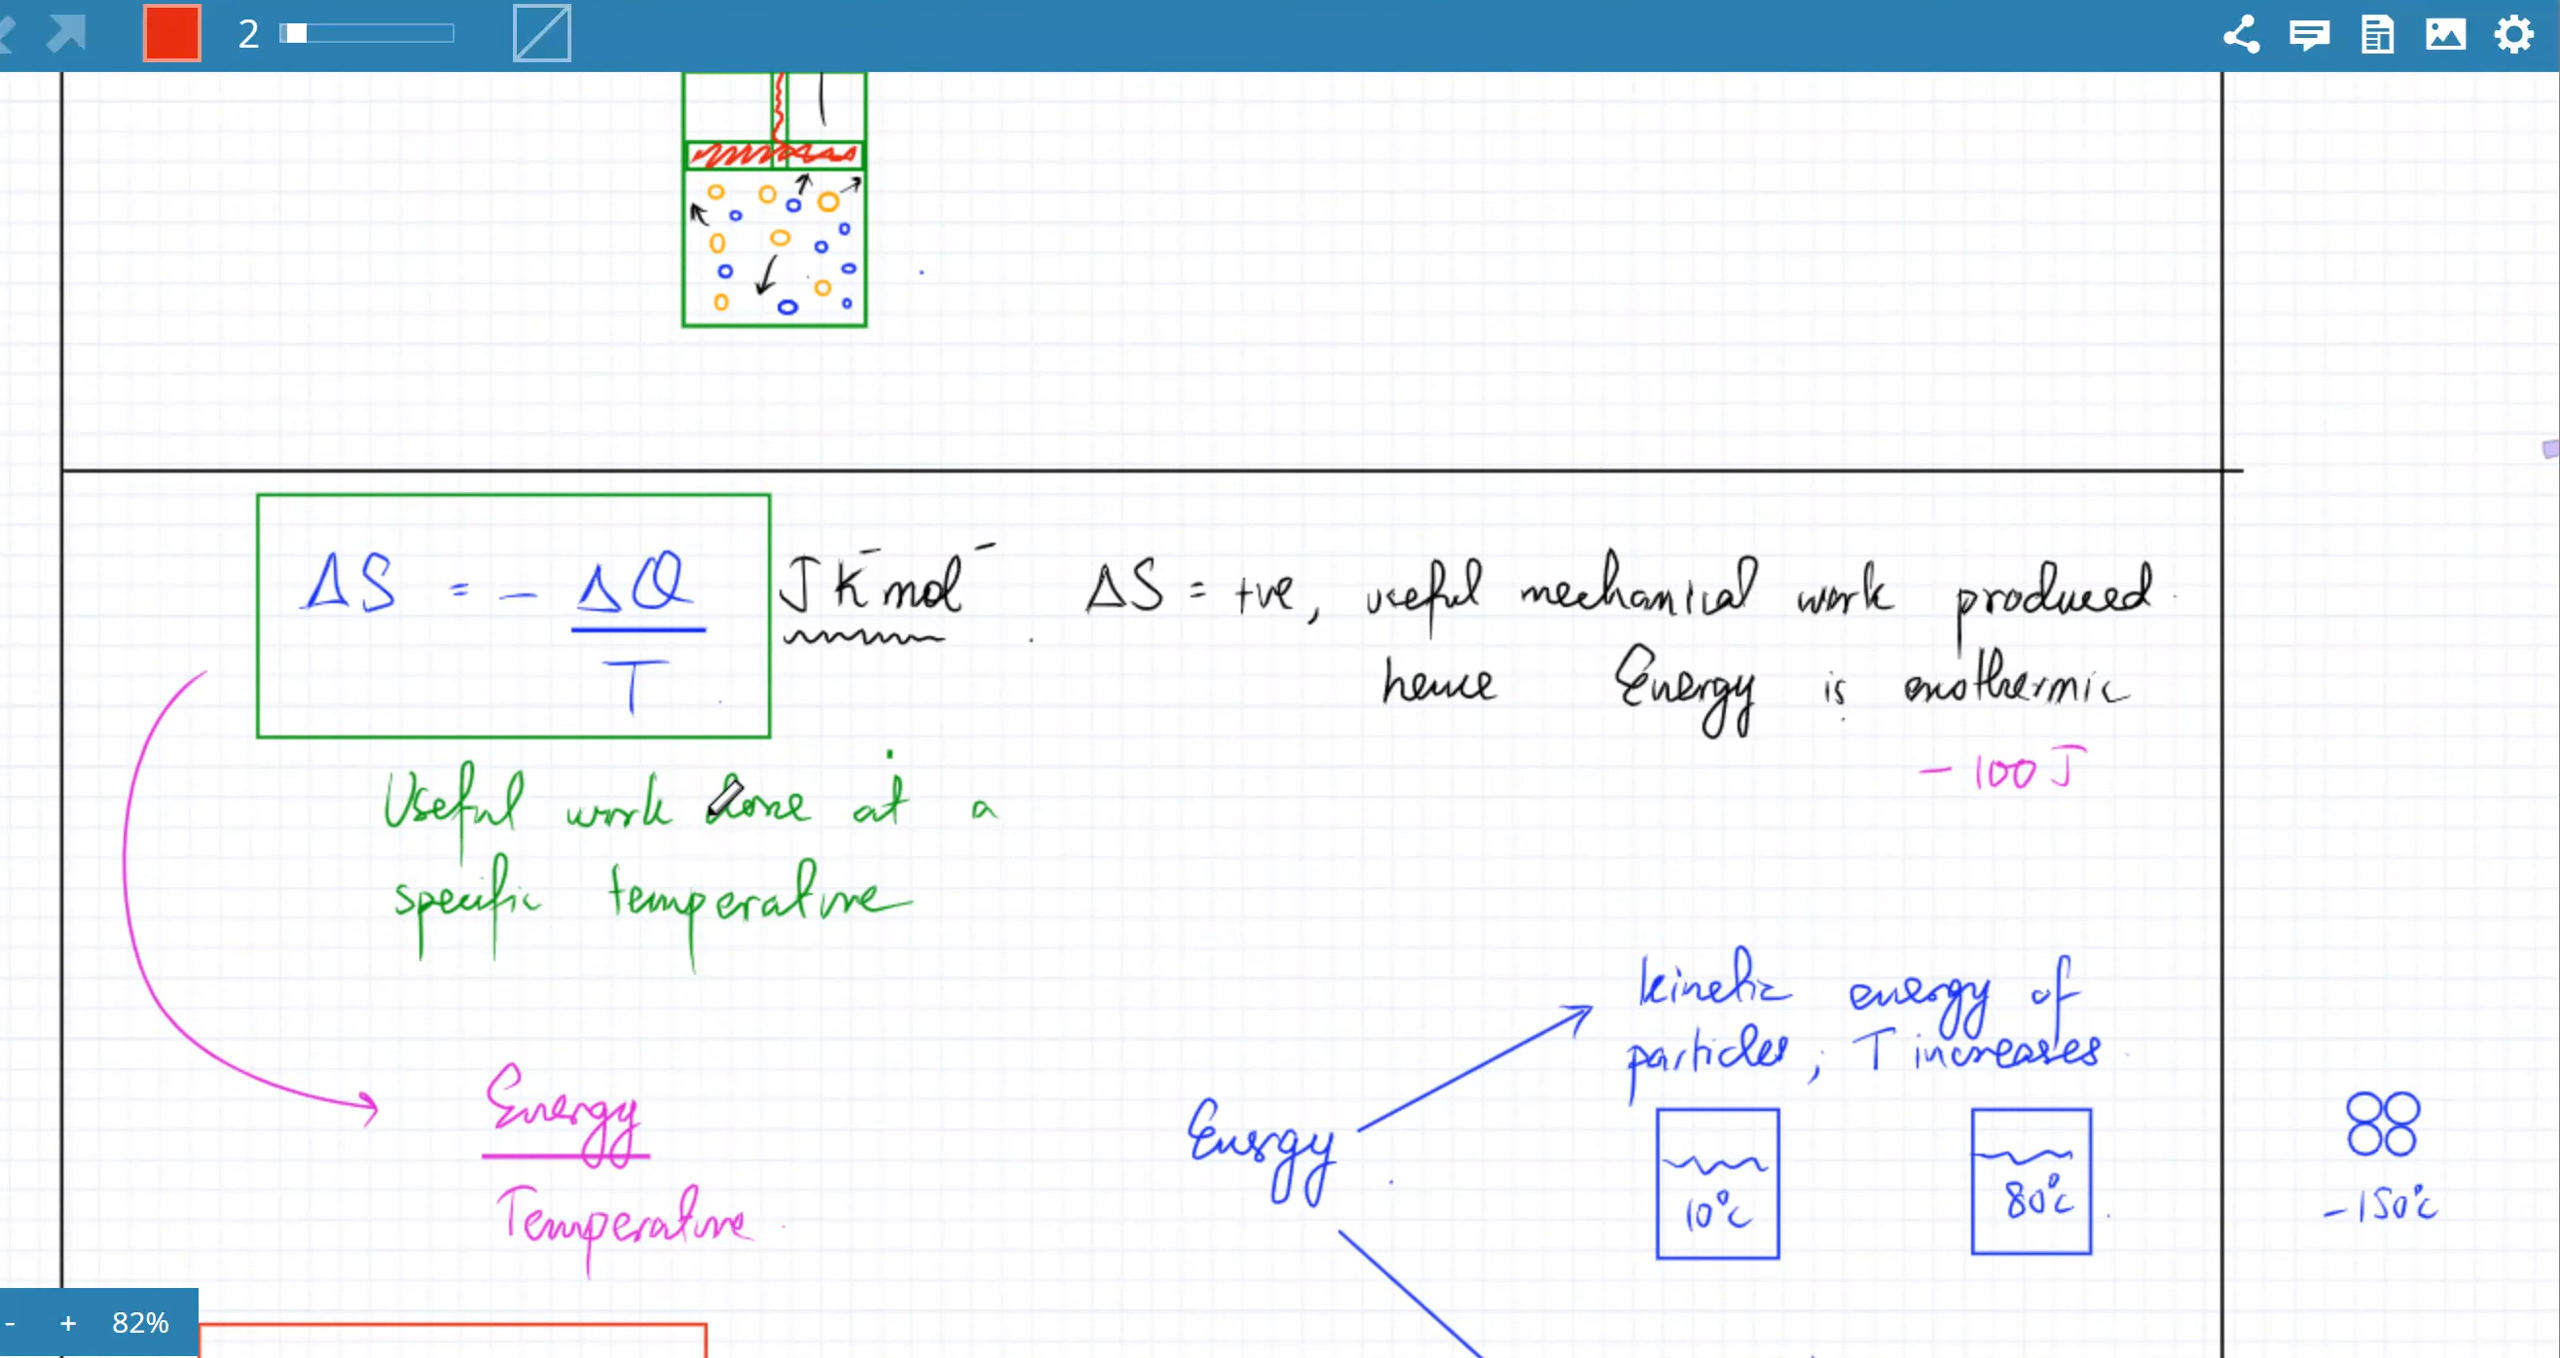 2
ΔS = - ΔQ / T J K⁻ mol⁻ ΔS = +ve, useful mechanical work produced
hence Energy is exothermic
- 100 J
Useful work done at a
specific temperature
kinetic energy of
particles, T increases
Energy
Temperature
Energy
10°C
80°C
-150°C
- + 82%